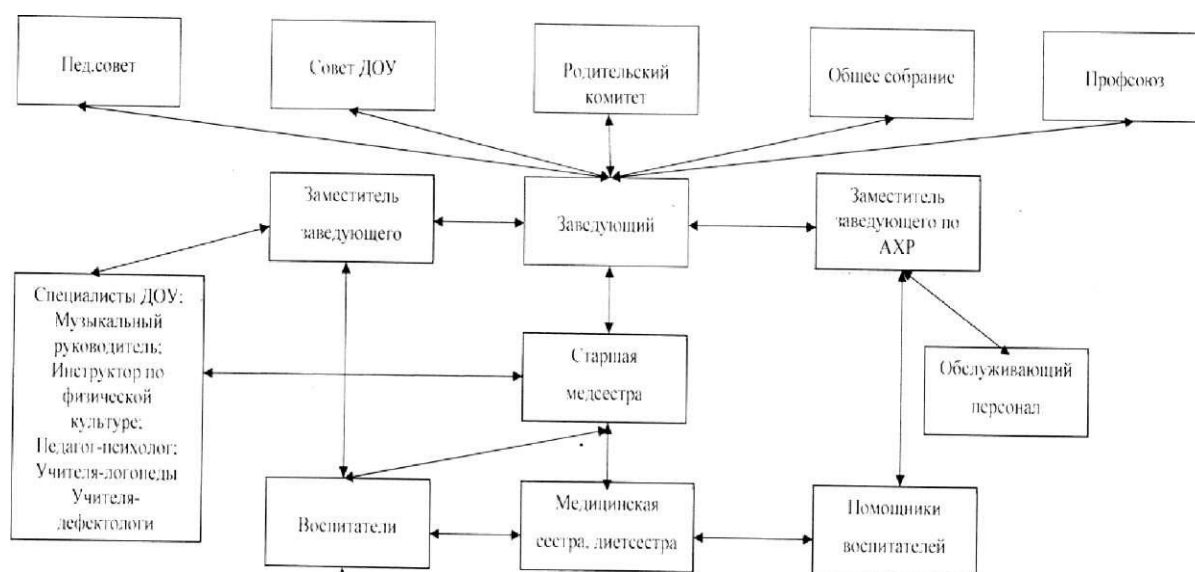 Пед.совет
Совет ДОУ
Родительский
комитет
Общее собрание
Профсоюз
Заместитель
заведующего
Заведующий
Заместитель
заведующего по
АХР
Специалисты ДОУ:
Музыкальный
руководитель;
Инструктор по
физической
культуре;
Педагог-психолог;
Учителя-логопеды
Учителя-
дефектологи
Старшая
медсестра
Обслуживающий
персонал
Воспитатели
Медицинская
сестра, диетсестра
Помощники
воспитателей